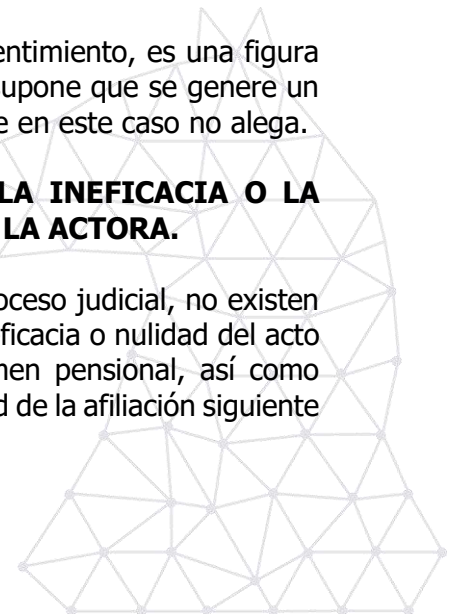 entimiento, es una figura
supone que se genere un
e en este caso no alega.
LA INEFICACIA O LA
LA ACTORA.
oceso judicial, no existen
ficacia o nulidad del acto
men pensional, así como
d de la afiliación siguiente